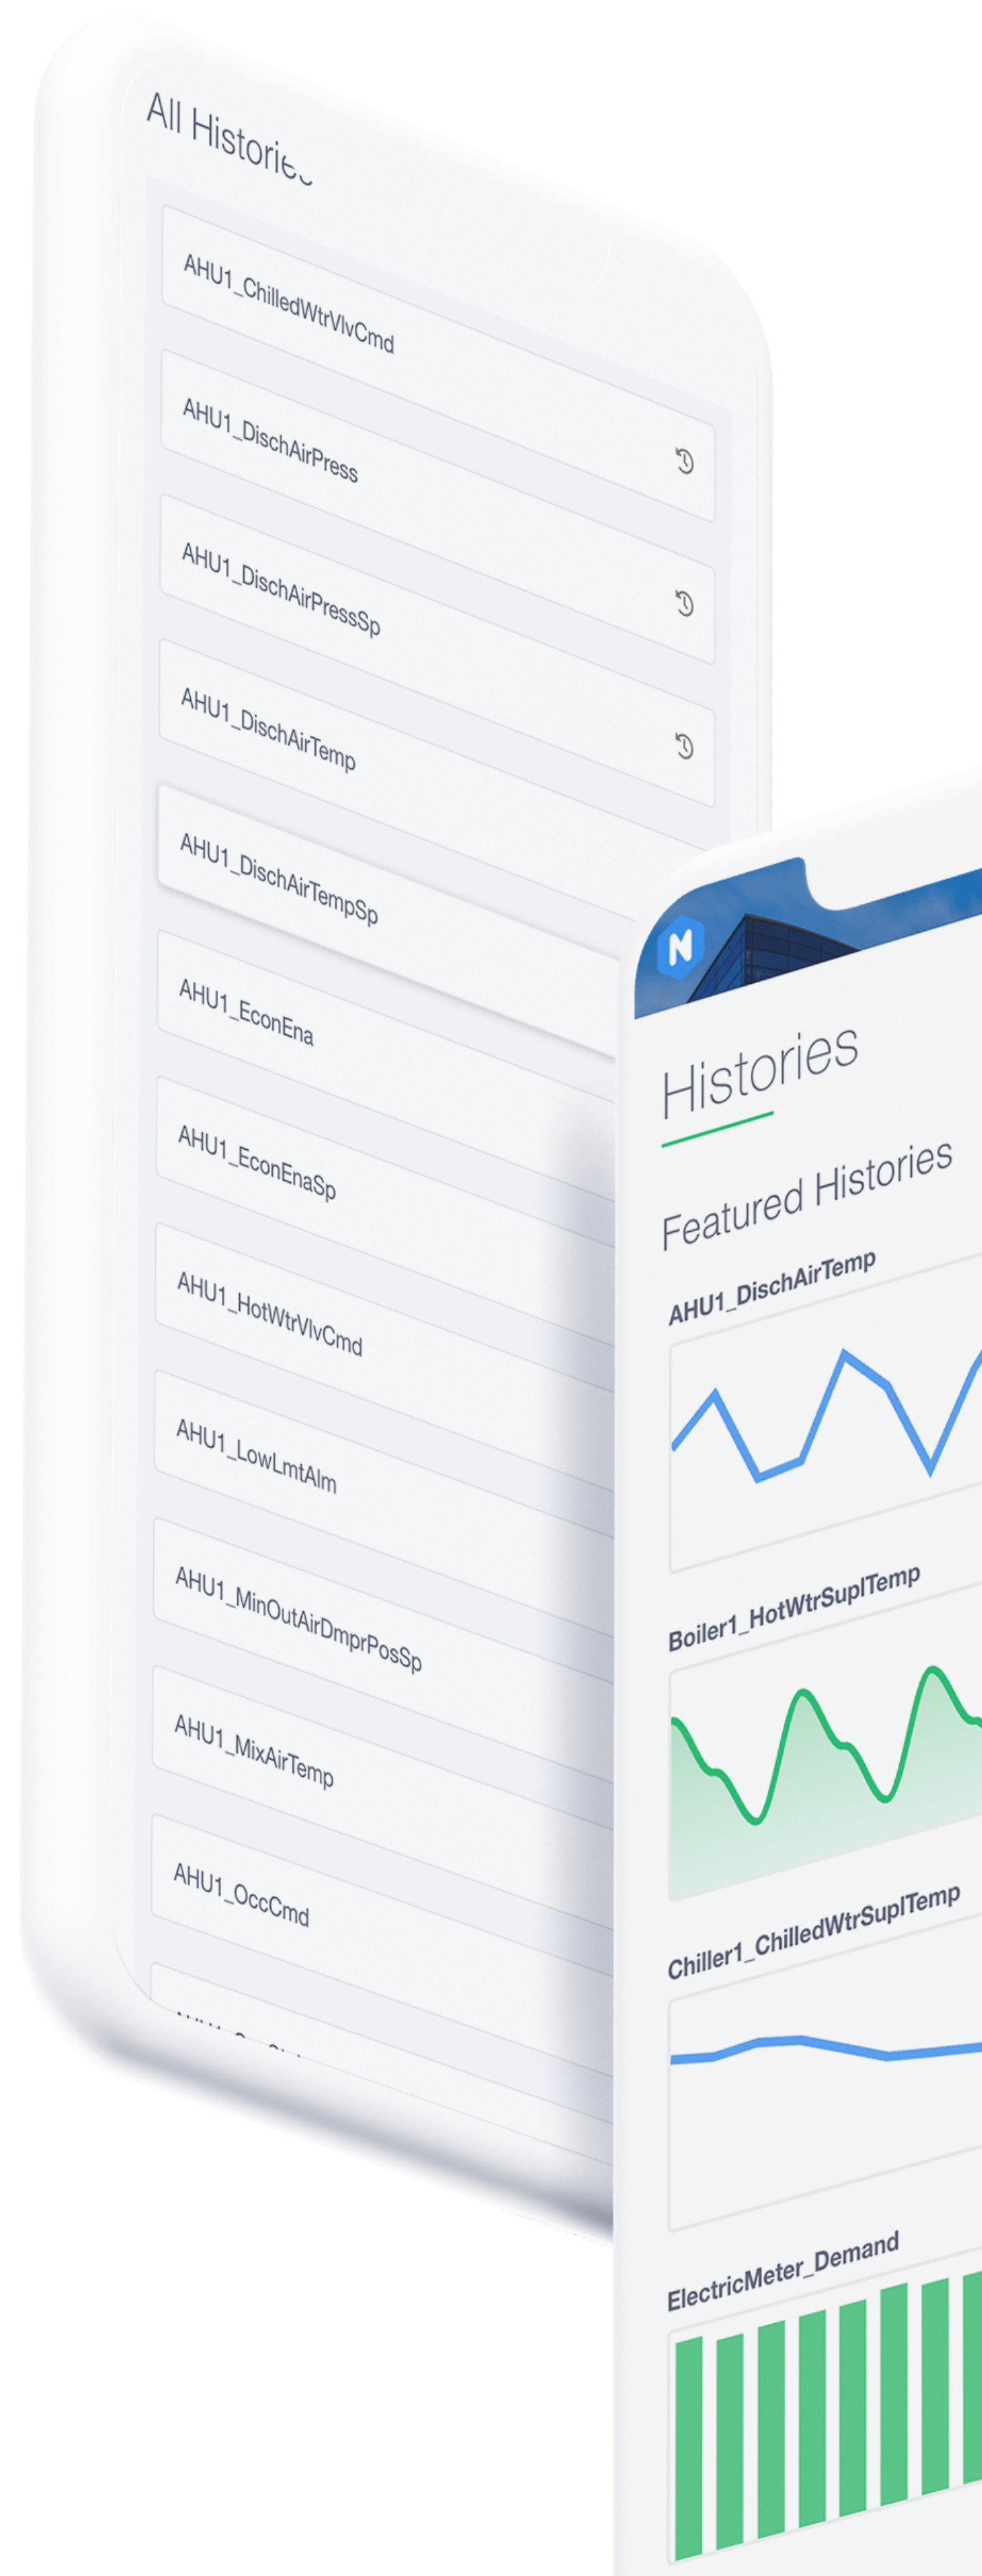 All Histories
AHU1_ChilledWtrVlvCmd
AHU1_DischAirPress
AHU1_DischAirPressSp
AHU1_DischAirTemp
AHU1_DischAirTempSp
AHU1_EconEna
AHU1_EconEnaSp
AHU1_HotWtrVlvCmd
AHU1_LowLmtAlm
AHU1_MinOutAirDmprPosSp
AHU1_MixAirTemp
AHU1_OccCmd
N
Histories
Featured Histories
AHU1_DischAirTemp
Boiler1_HotWtrSuplTemp
Chiller1_ChilledWtrSuplTemp
ElectricMeter_Demand